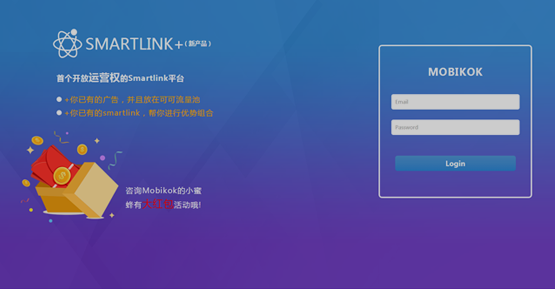 SMARTLINK+(新产品)
首个开放运营权的Smartlink平台
+你已有的广告，并且放在可可流量池
+你已有的smartlink，帮你进行优势组合
咨询Mobikok的小蜜
蜂有大红包活动哦!
MOBIKOK
Email
Password
Login